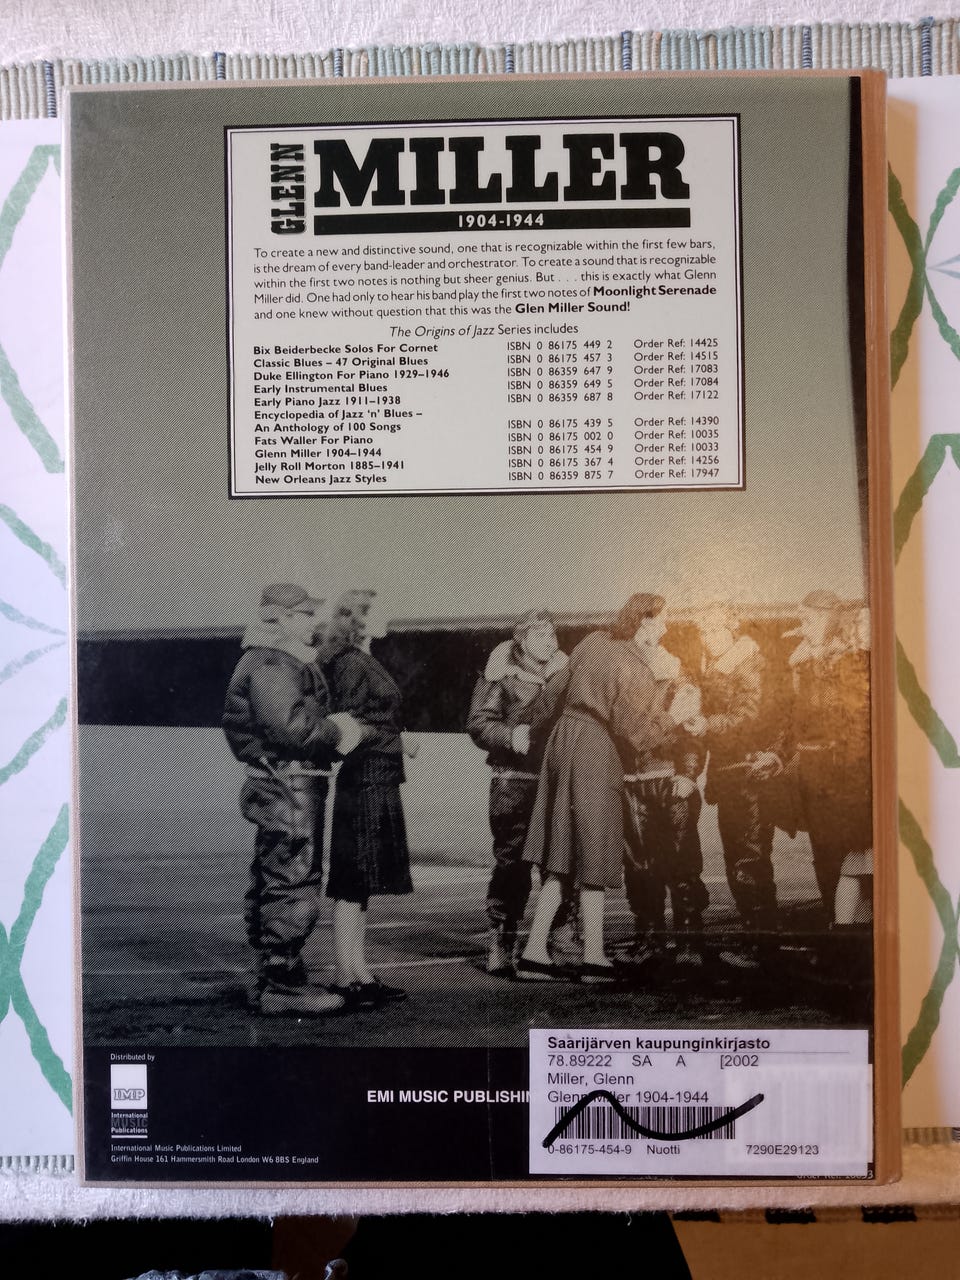 GLENN MILLER
1904-1944
To create a new and distinctive sound, one that is recognizable within the first few bars,
is the dream of every band-leader and orchestrator. To create a sound that is recognizable
within the first two notes is nothing but sheer genius. But . . . this is exactly what Glenn
Miller did. One had only to hear his band play the first two notes of Moonlight Serenade
and one knew without question that this was the Glen Miller Sound!
The Origins of Jazz Series includes
Bix Beiderbecke Solos For Cornet ISBN 0 86175 449 2 Order Ref: 14425
Classic Blues – 47 Original Blues ISBN 0 86175 457 3 Order Ref: 14515
Duke Ellington For Piano 1929–1946 ISBN 0 86359 647 9 Order Ref: 17083
Early Instrumental Blues ISBN 0 86359 649 5 Order Ref: 17084
Early Piano Jazz 1911–1938 ISBN 0 86359 687 8 Order Ref: 17122
Encyclopedia of Jazz 'n' Blues –
An Anthology of 100 Songs ISBN 0 86175 439 5 Order Ref: 14390
Fats Waller For Piano ISBN 0 86175 002 0 Order Ref: 10035
Glenn Miller 1904–1944 ISBN 0 86175 454 9 Order Ref: 10033
Jelly Roll Morton 1885–1941 ISBN 0 86175 367 4 Order Ref: 14256
New Orleans Jazz Styles ISBN 0 86359 875 7 Order Ref: 17947
Distributed by
IMP
International
MUSIC
Publications
International Music Publications Limited
Griffin House 161 Hammersmith Road London W6 8BS England
EMI MUSIC PUBLISHIN
Saarijärven kaupunginkirjasto
78.89222 SA A [2002
Miller, Glenn
Glenn Miller 1904-1944
0-86175-454-9 Nuotti 7290E29123